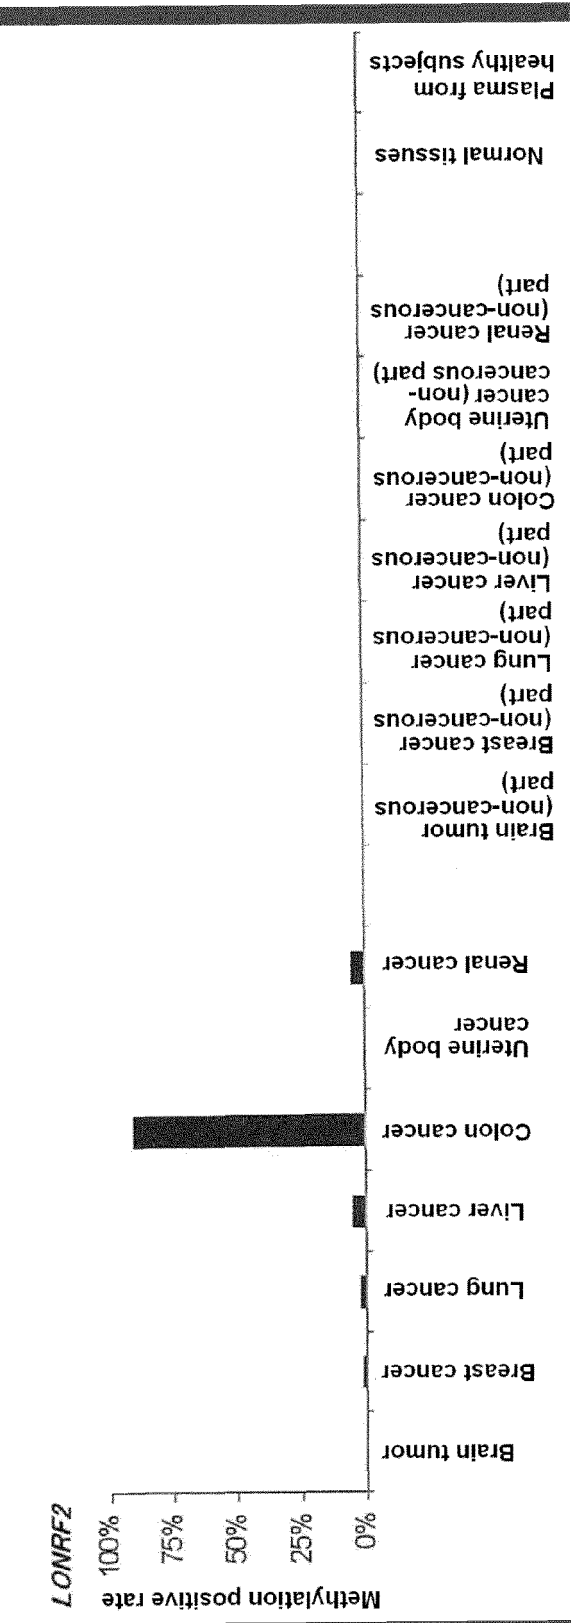 LONRF2
Methylation positive rate
100%
75%
50%
25%
0%
Brain tumor
Breast cancer
Lung cancer
Liver cancer
Colon cancer
Uterine body
cancer
Renal cancer
Brain tumor
(non-cancerous
part)
Breast cancer
(non-cancerous
part)
Lung cancer
(non-cancerous
part)
Liver cancer
(non-cancerous
part)
Colon cancer
(non-cancerous
part)
Uterine body
cancer (non-
cancerous part)
Renal cancer
(non-cancerous
part)
Normal tissues
Plasma from
healthy subjects